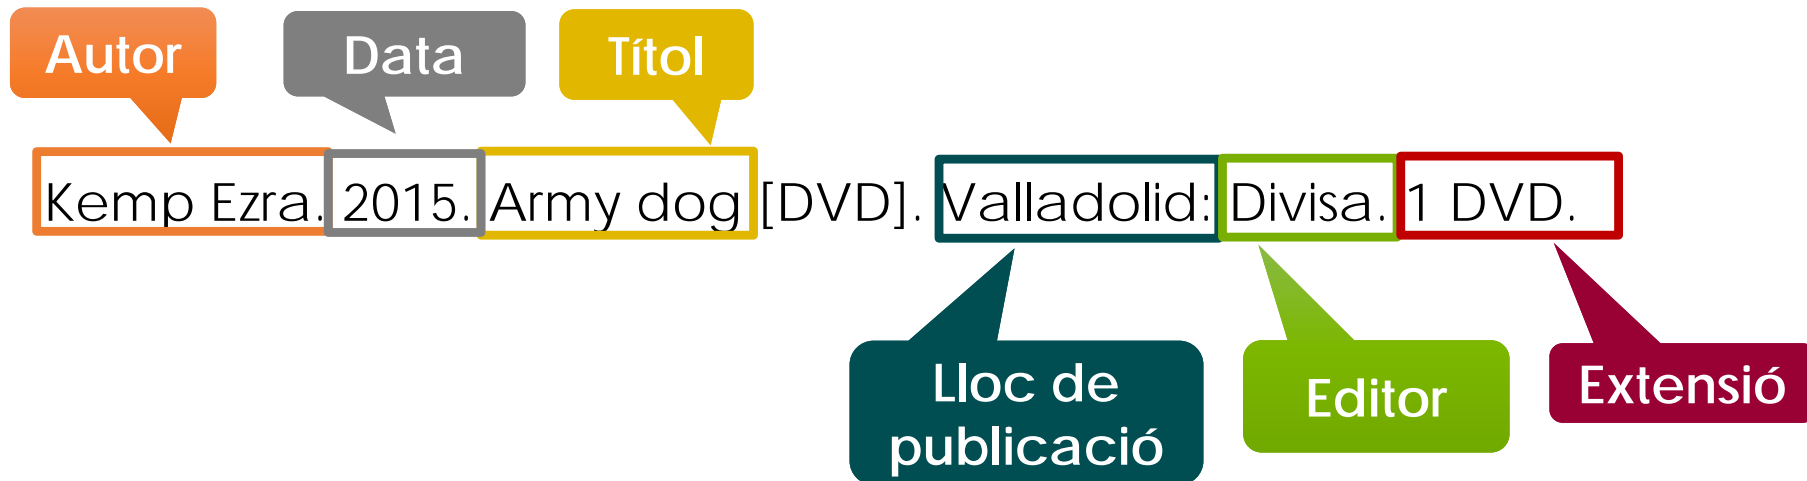 Autor Data Títol
Kemp Ezra. 2015. Army dog [DVD]. Valladolid: Divisa. 1 DVD.
Lloc de
publicació
Editor
Extensió